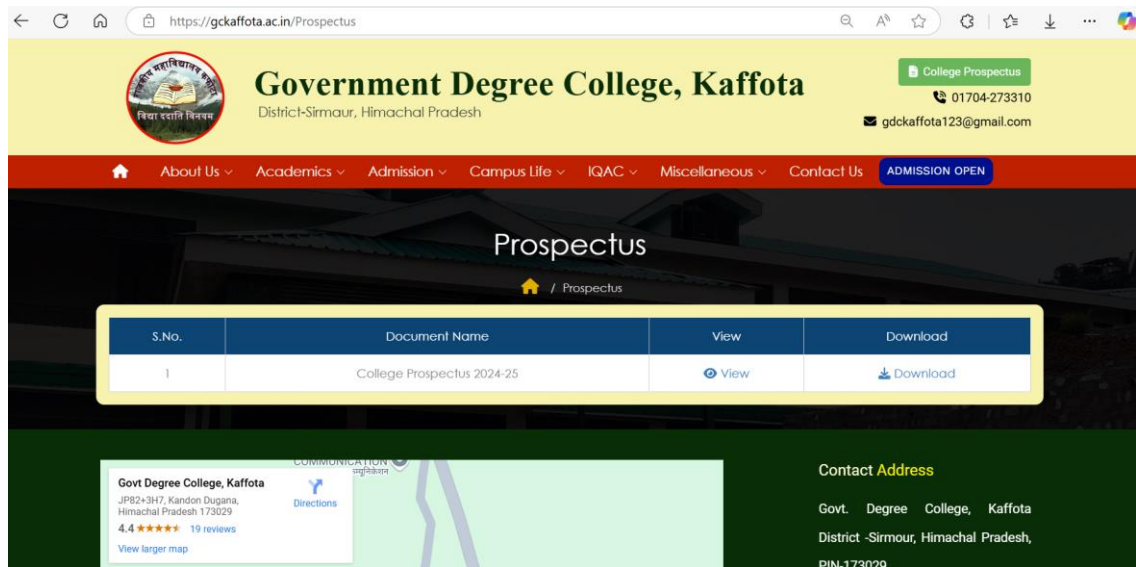 https://gckaffota.ac.in/Prospectus
राजकीय महाविद्यालय कफोटा
विद्या ददाति विनयम
Government Degree College, Kaffota
District-Sirmaur, Himachal Pradesh
College Prospectus
01704-273310
gdckaffota123@gmail.com
About Us Academics Admission Campus Life IQAC Miscellaneous Contact Us ADMISSION OPEN
Prospectus
/ Prospectus
S.No. Document Name View Download
1 College Prospectus 2024-25 View Download
COMMUNICATION
Govt Degree College, Kaffota
JP82+3H7, Kandon Dugana,
Himachal Pradesh 173029
Directions
4.4 19 reviews
View larger map
Contact Address
Govt. Degree College, Kaffota
District -Sirmour, Himachal Pradesh,
PIN-173029